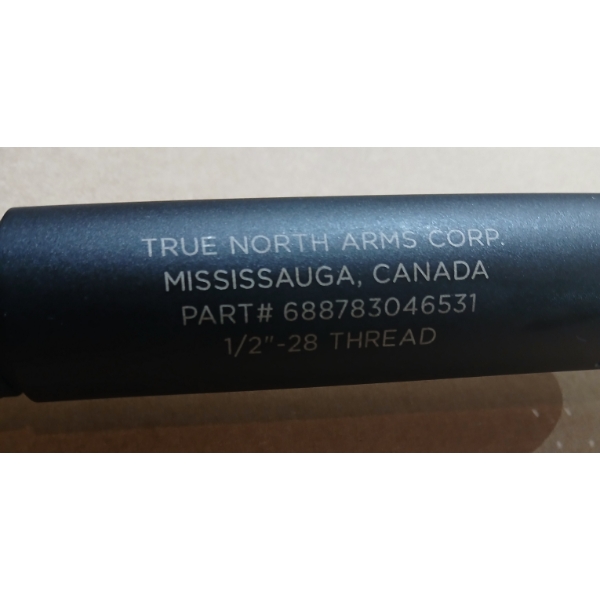 TRUE NORTH ARMS CORP.
MISSISSAUGA, CANADA
PART# 688783046531
1/2"-28 THREAD